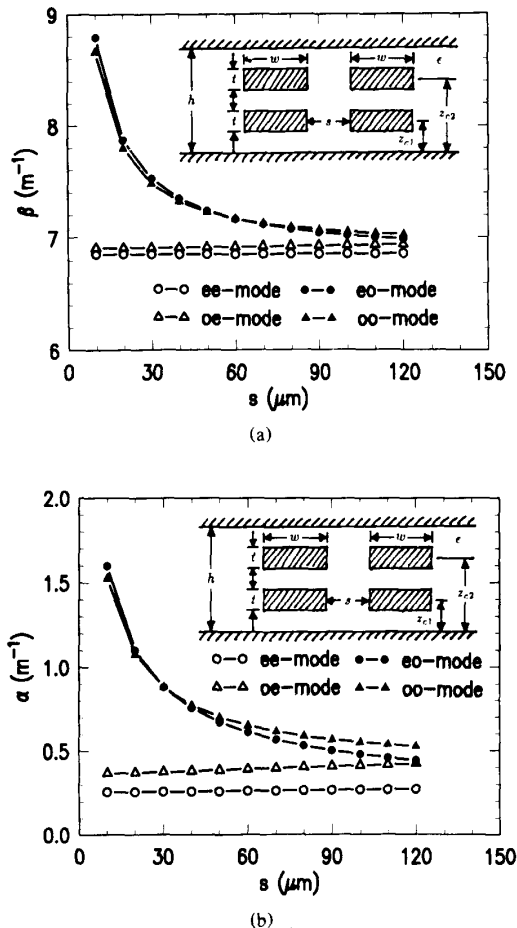 9
8
7
6
β (m⁻¹)
w
w
ϵ
t
h
t
s
z_c1
z_c2
ee-mode
eo-mode
oe-mode
oo-mode
0
30
60
90
120
150
s (μm)
(a)
2.0
1.5
1.0
0.5
0.0
α (m⁻¹)
w
w
ϵ
t
h
t
s
z_c1
z_c2
ee-mode
eo-mode
oe-mode
oo-mode
0
30
60
90
120
150
s (μm)
(b)